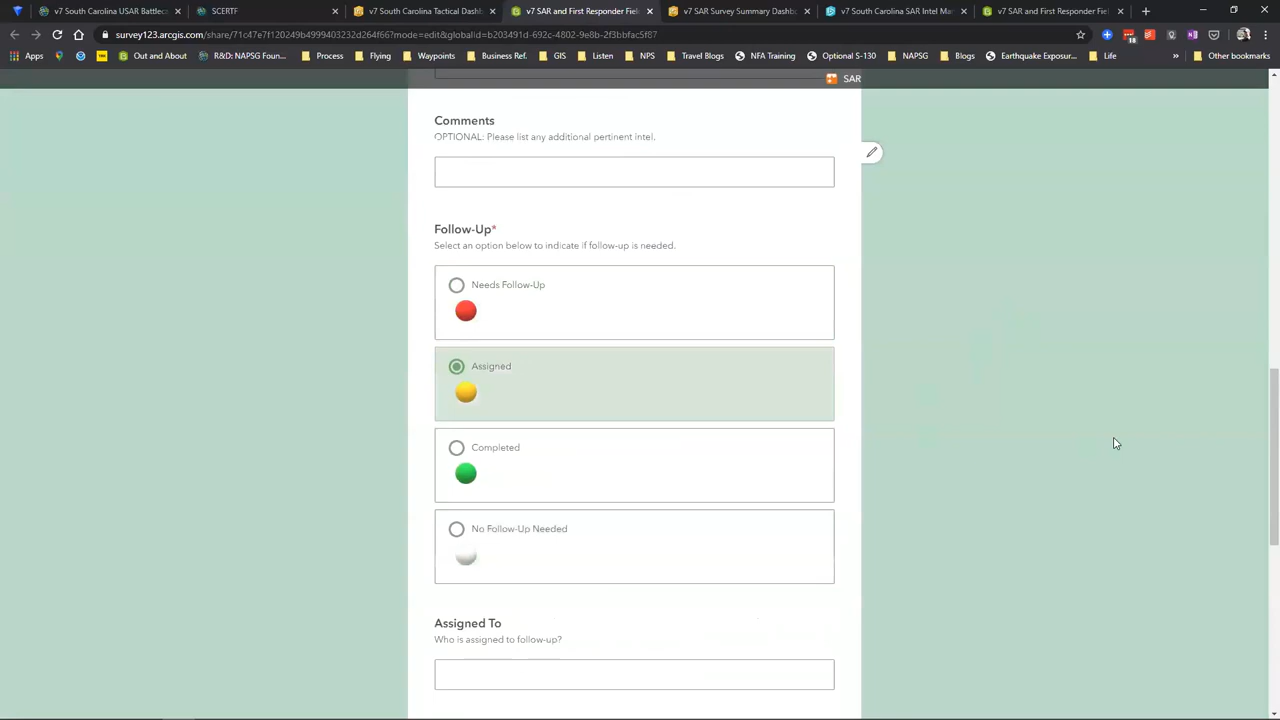 v7 South Carolina USAR Battlec
SCERTF
v7 South Carolina Tactical Dashb
v7 SAR and First Responder Fiel
v7 SAR Survey Summary Dashb
v7 South Carolina SAR Intel Man
v7 SAR and First Responder Fiel
survey123.arcgis.com/share/71c47e7f120249b4999403232d264f66?mode=edit&globalId=b203491d-692c-4802-9e8b-2f3bbfac5f87
18
Apps
Out and About
R&D: NAPSG Foun...
Process
Flying
Waypoints
Business Ref.
GIS
Listen
NPS
Travel Blogs
NFA Training
Optional S-130
NAPSG
Blogs
Earthquake Exposur...
Life
Other bookmarks
SAR
Comments
OPTIONAL: Please list any additional pertinent intel.
Follow-Up*
Select an option below to indicate if follow-up is needed.
Needs Follow-Up
Assigned
Completed
No Follow-Up Needed
Assigned To
Who is assigned to follow-up?